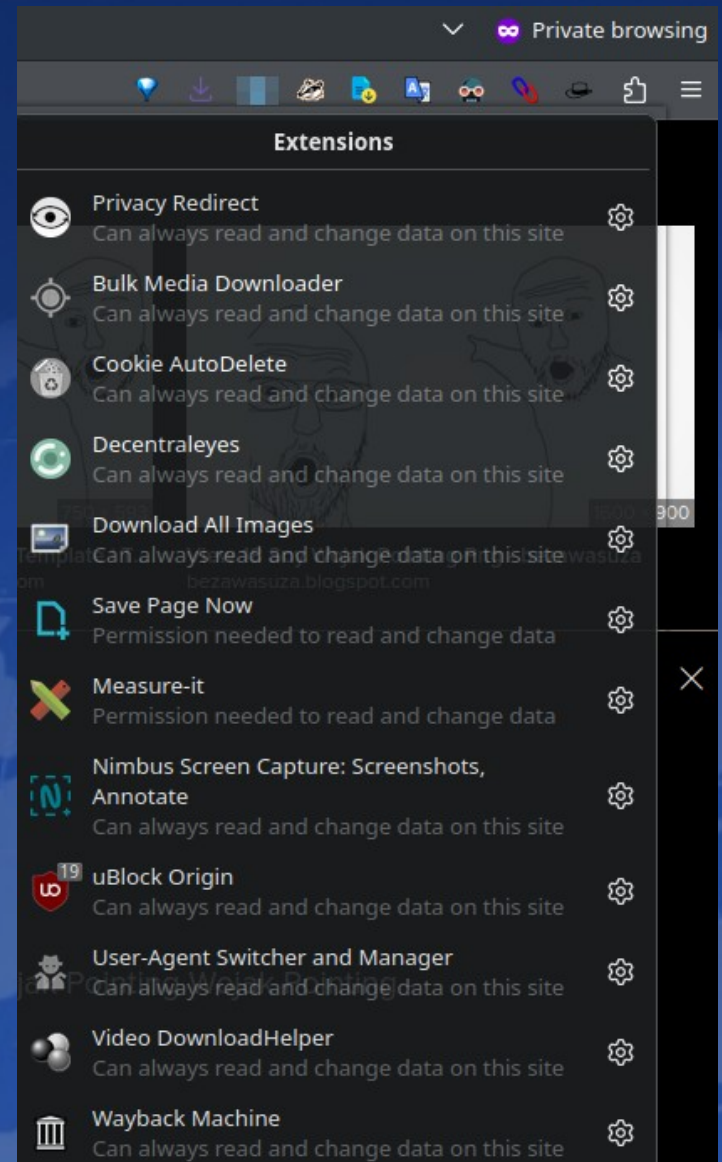 Private browsing
Extensions
Privacy Redirect
Can always read and change data on this site
Bulk Media Downloader
Can always read and change data on this site
Cookie AutoDelete
Can always read and change data on this site
Decentraleyes
Can always read and change data on this site
900
Download All Images
Can always read and change data on this site
bezawasuza.blogspot.com
Save Page Now
Permission needed to read and change data
Measure-it
Permission needed to read and change data
Nimbus Screen Capture: Screenshots,
Annotate
Can always read and change data on this site
19
uBlock Origin
Can always read and change data on this site
User-Agent Switcher and Manager
Can always read and change data on this site
Video DownloadHelper
Can always read and change data on this site
Wayback Machine
Can always read and change data on this site